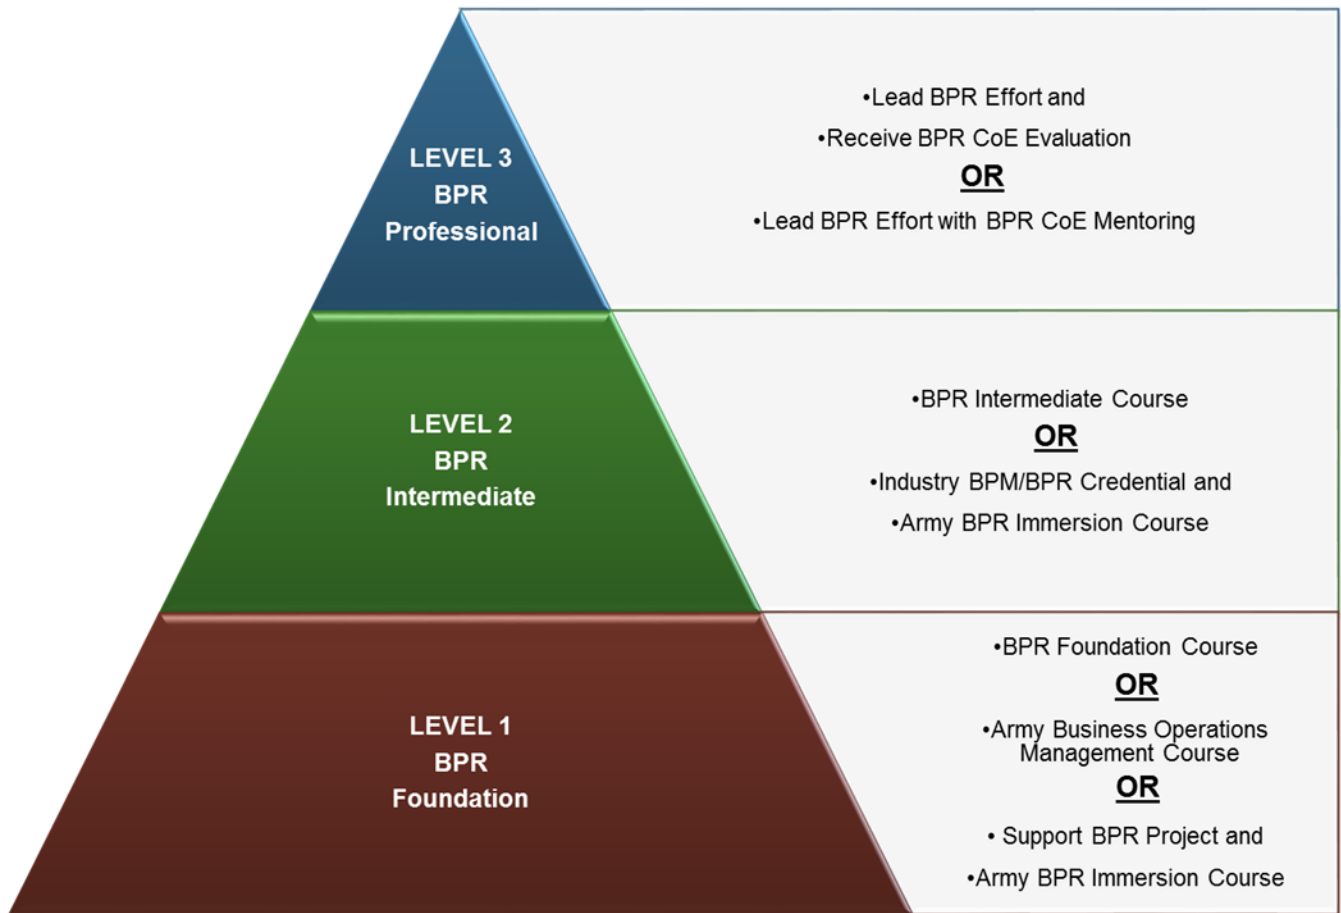 LEVEL 3
BPR
Professional
•Lead BPR Effort and
•Receive BPR CoE Evaluation
OR
•Lead BPR Effort with BPR CoE Mentoring
LEVEL 2
BPR
Intermediate
•BPR Intermediate Course
OR
•Industry BPM/BPR Credential and
•Army BPR Immersion Course
LEVEL 1
BPR
Foundation
•BPR Foundation Course
OR
•Army Business Operations
Management Course
OR
• Support BPR Project and
•Army BPR Immersion Course